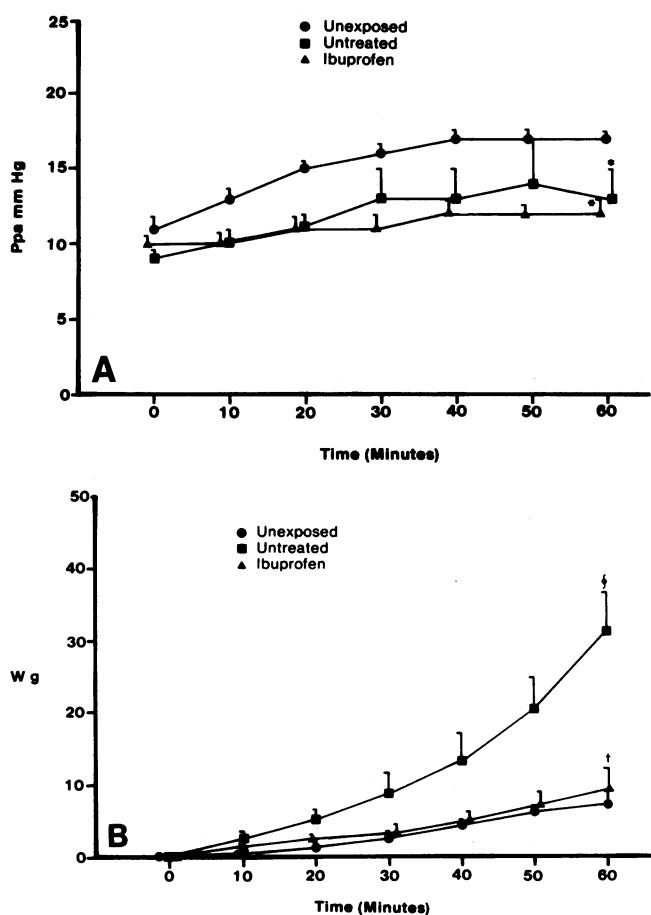 25
20
15
10
5
0
Ppa mm Hg
● Unexposed
■ Untreated
▲ Ibuprofen
*
*
A
0 10 20 30 40 50 60
Time (Minutes)
50
40
30
20
10
0
W g
● Unexposed
■ Untreated
▲ Ibuprofen
†
B
0 10 20 30 40 50 60
Time (Minutes)